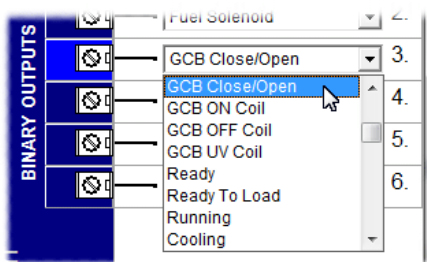 BINARY OUTPUTS
Fuel Solenoid
2.
GCB Close/Open
3.
GCB Close/Open
GCB ON Coil
4.
GCB OFF Coil
GCB UV Coil
5.
Ready
Ready To Load
6.
Running
Cooling